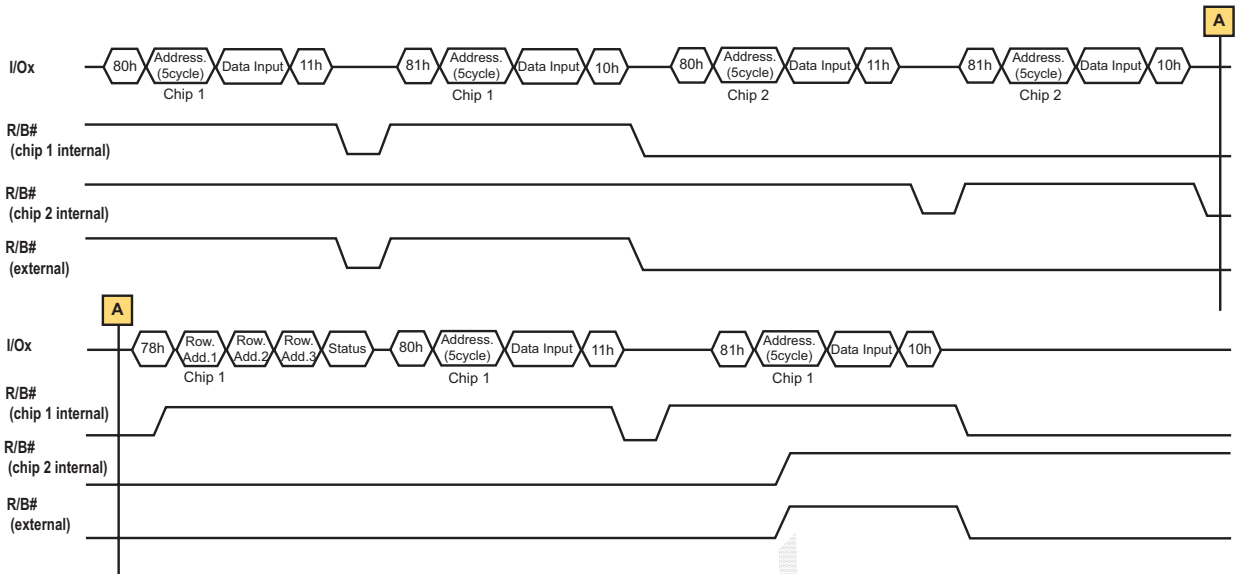 A
I/Ox 80h Address. (5cycle) Data Input 11h 81h Address. (5cycle) Data Input 10h 80h Address. (5cycle) Data Input 11h 81h Address. (5cycle) Data Input 10h
Chip 1 Chip 1 Chip 2 Chip 2
R/B#
(chip 1 internal)
R/B#
(chip 2 internal)
R/B#
(external)
A
I/Ox 78h Row. Add.1 Row. Add.2 Row. Add.3 Status 80h Address. (5cycle) Data Input 11h 81h Address. (5cycle) Data Input 10h
Chip 1 Chip 1 Chip 1
R/B#
(chip 1 internal)
R/B#
(chip 2 internal)
R/B#
(external)